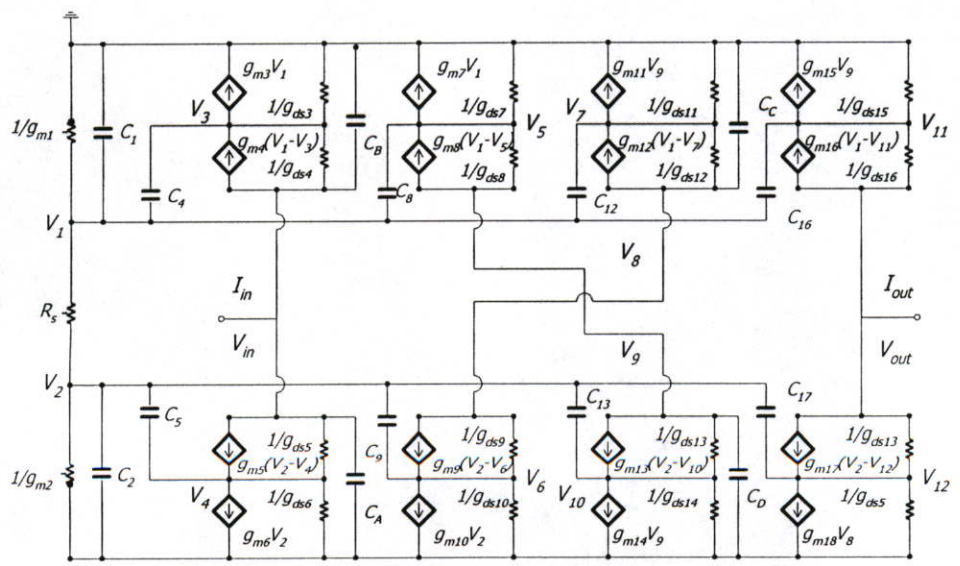 gm3V1 gm7V1 gm11V9 gm15V9
V3 1/gds3 1/gds7 V5 V7 1/gds11 CC 1/gds15 V11
1/gm1 C1 gm4(V1-V3) CB gm8(V1-V5) gm12(V1-V7) gm16(V1-V11)
1/gds4 1/gds8 1/gds12 1/gds16
C4 C8 C12 C16
V1
V8
Iin Iout
Rs
Vin V9 Vout
V2
C5 C13 C17
1/gds5 C9 1/gds9 1/gds13 1/gds13
1/gm2 C2 gm5(V2-V4) gm9(V2-V6) gm13(V2-V10) gm17(V2-V12)
V4 1/gds6 CA 1/gds10 V6 V10 1/gds14 CD 1/gds5 V12
gm6V2 gm10V2 gm14V9 gm18V8